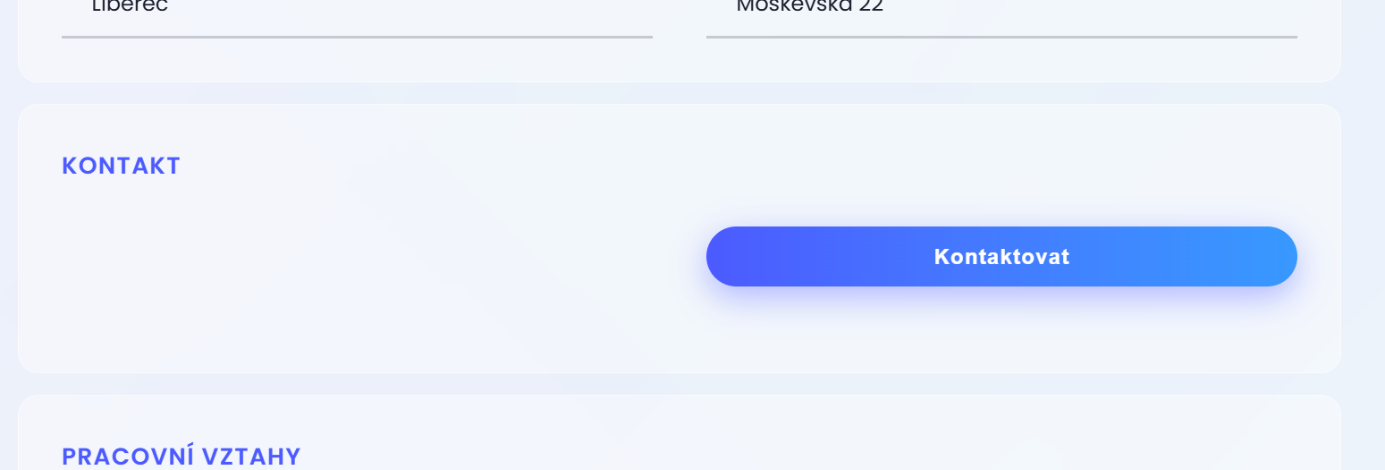 Liberec
Moskevská 22
KONTAKT
Kontaktovat
PRACOVNÍ VZTAHY